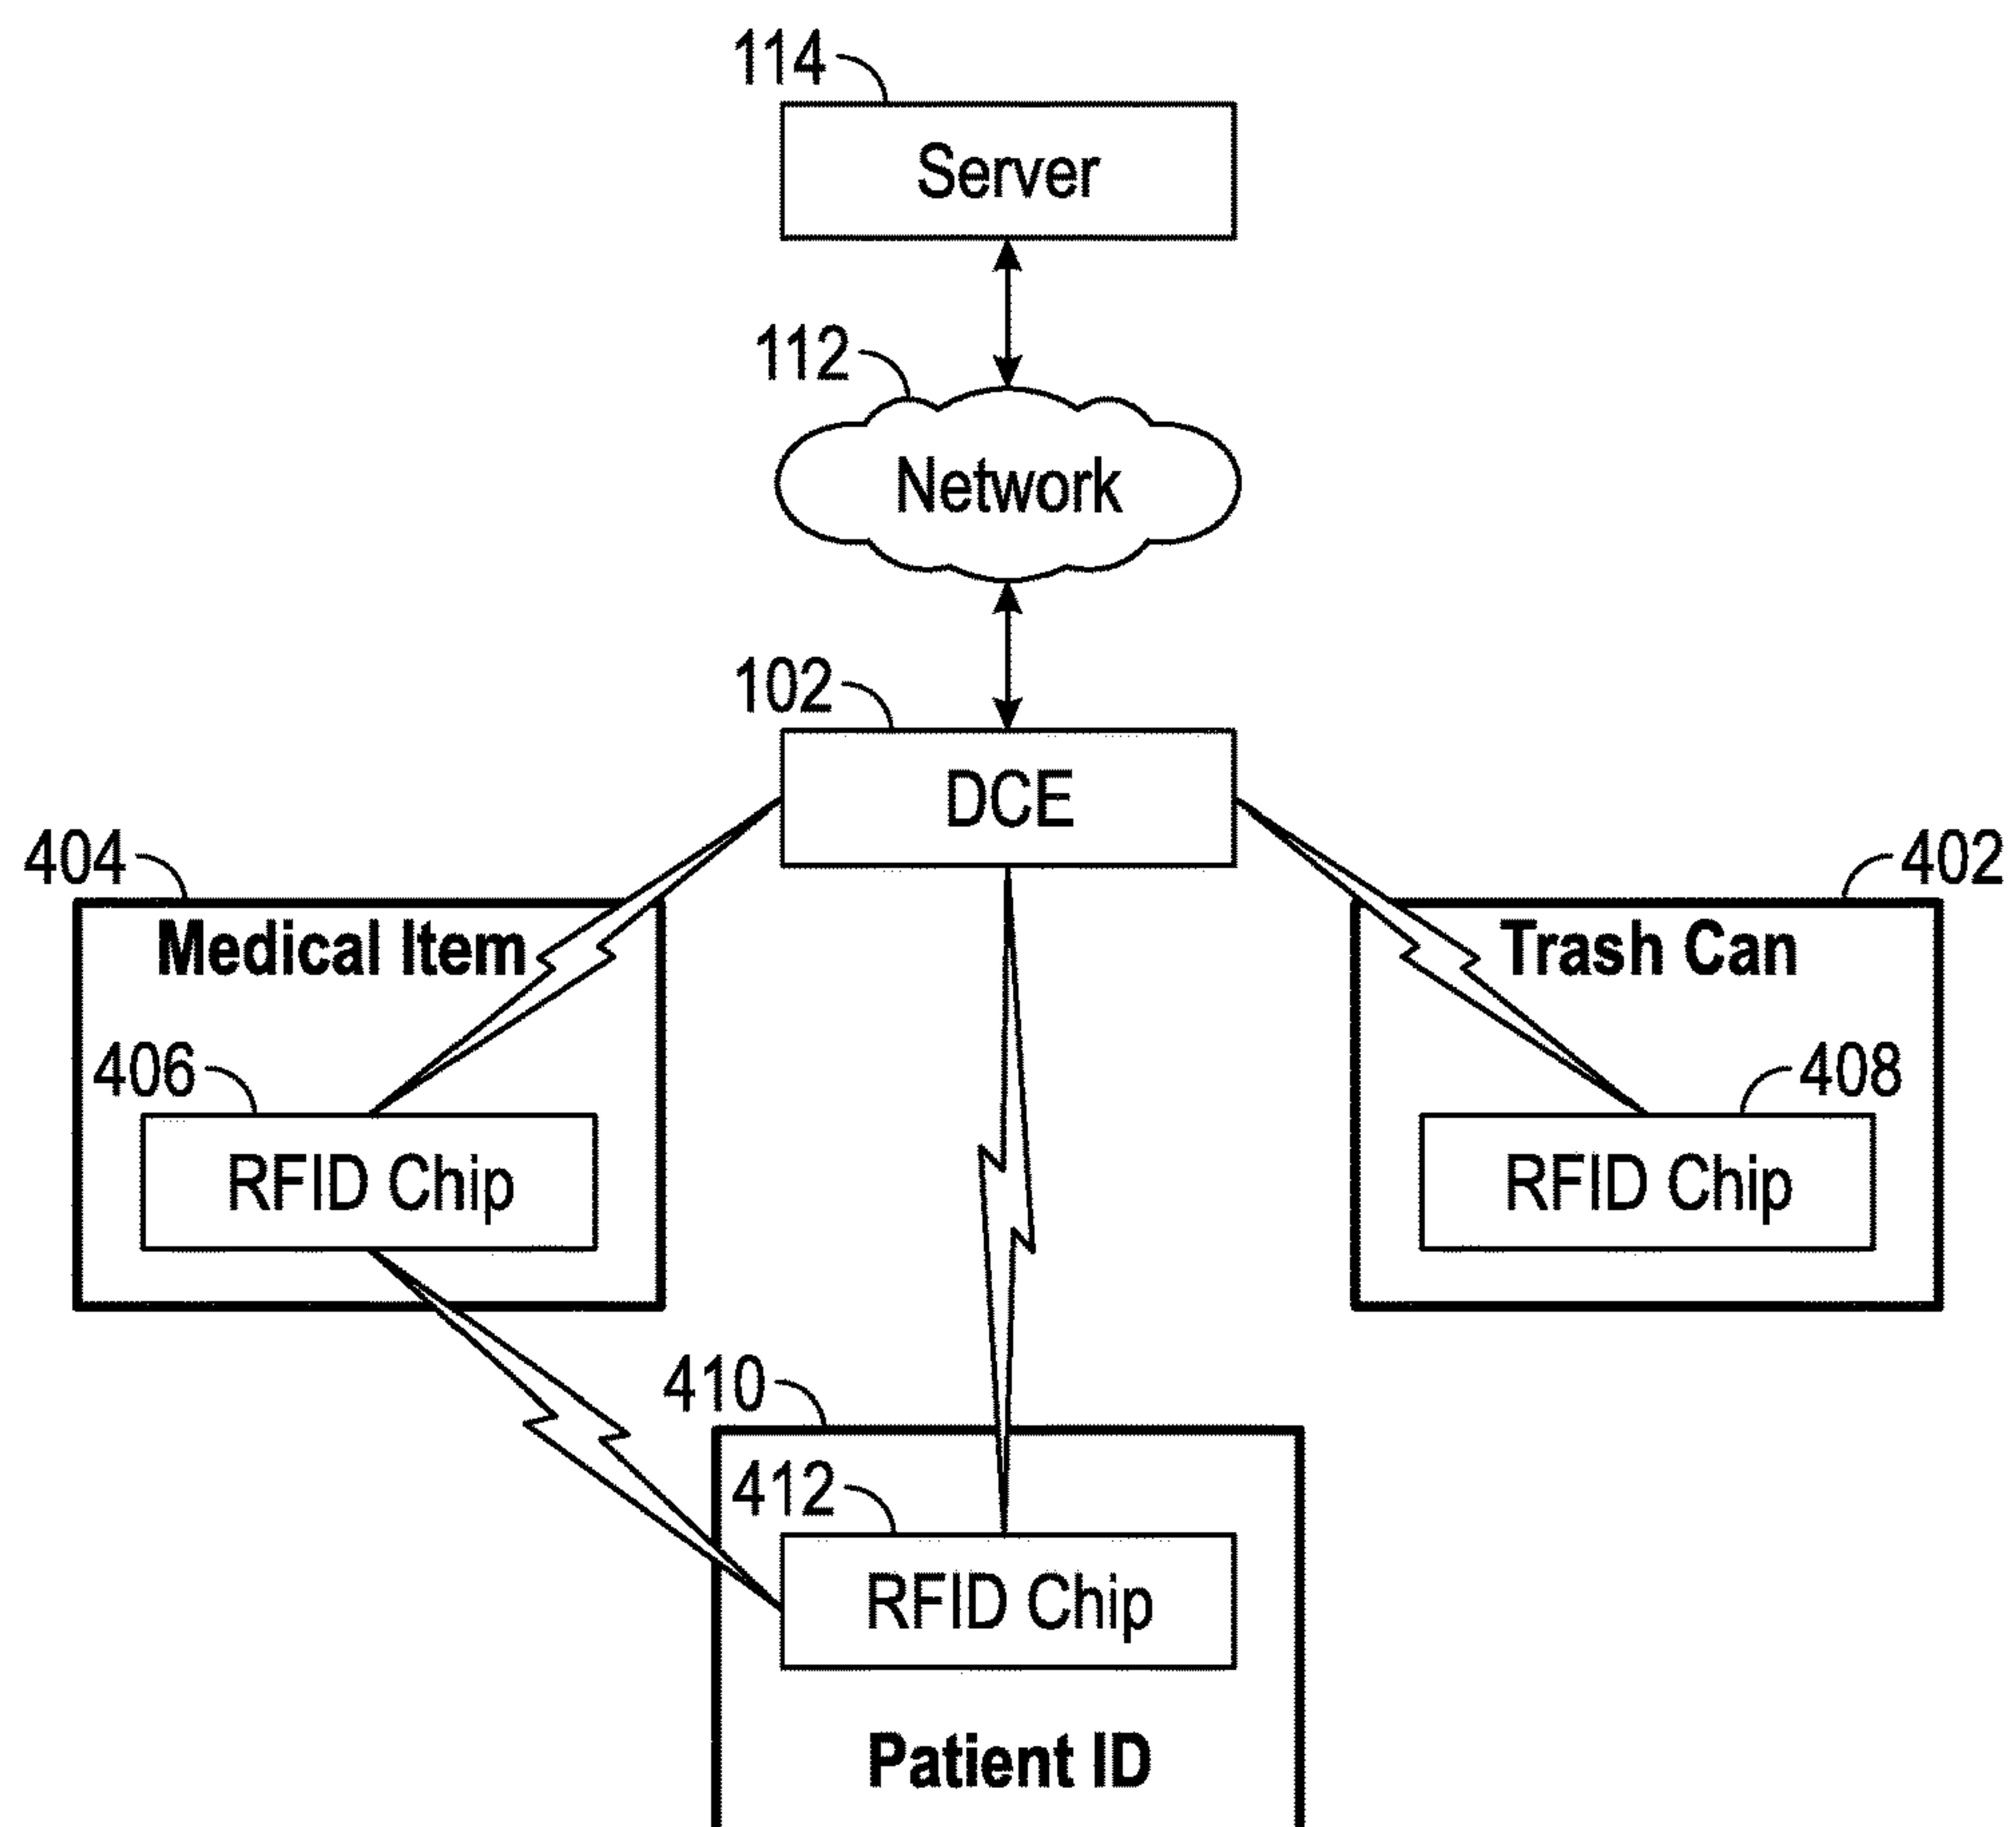 114
Server
112
Network
102
DCE
404
Medical Item
406
RFID Chip
402
Trash Can
408
RFID Chip
410
412
RFID Chip
Patient ID